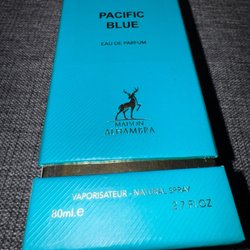 PACIFIC
BLUE
EAU DE PARFUM
MAISON
ALHAMBRA
VAPORISATEUR - NATURAL SPRAY
80ml.e 2.7 FL.OZ